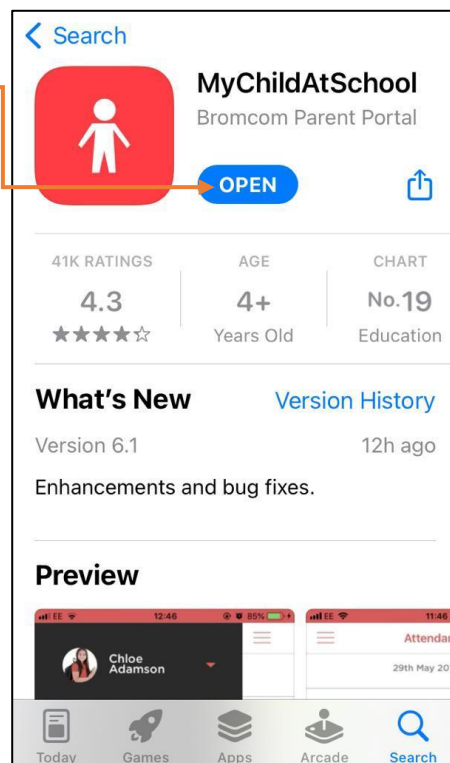 Search
MyChildAtSchool
Bromcom Parent Portal
OPEN
41K RATINGS AGE CHART
4.3 4+ No.19
Years Old Education
What's New Version History
Version 6.1 12h ago
Enhancements and bug fixes.
Preview
EE 12:46 85% EE 11:46
Chloe Attendan
Adamson 29th May 20
Today Games Apps Arcade Search